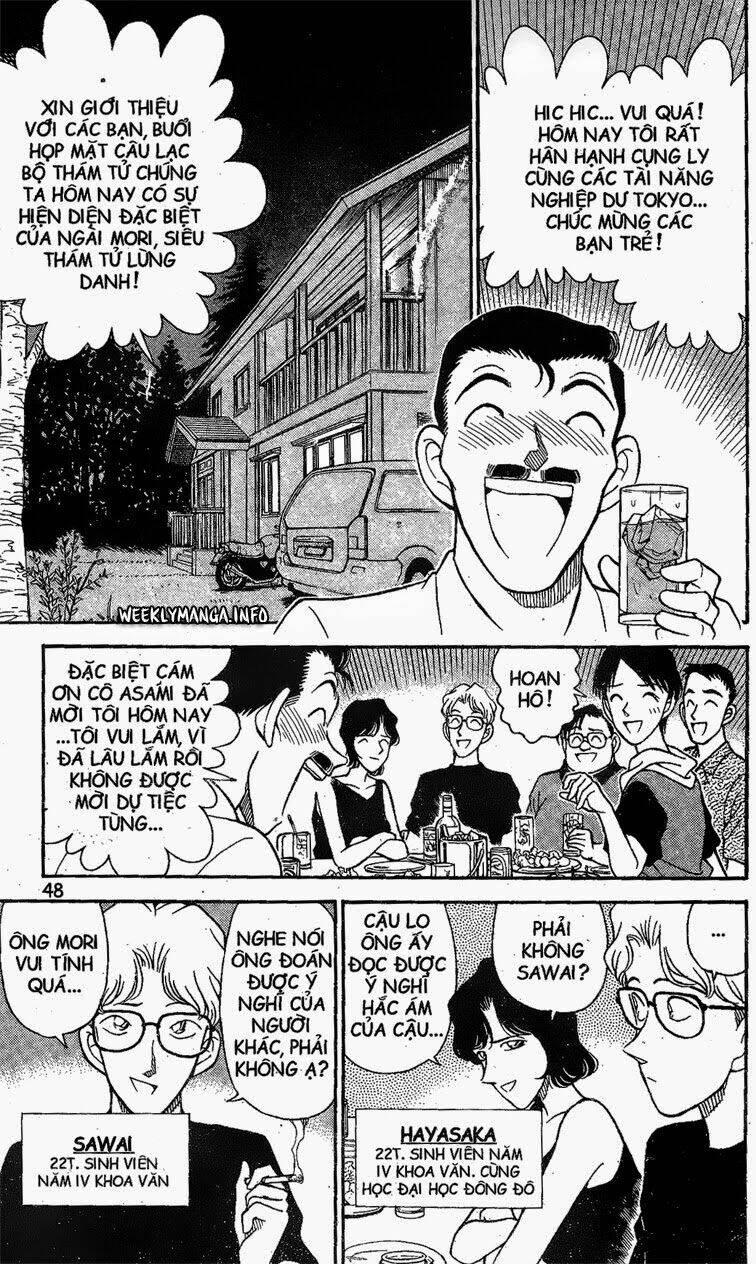 XIN GIỚI THIỆU
VỚI CÁC BẠN, BUỔI
HỌP MẶT CÂU LẠC
BỘ THÁM TỬ CHÚNG
TA HÔM NAY CÓ SỰ
HIỆN DIỆN ĐẶC BIỆT
CỦA NGÀI MORI, SIÊU
THÁM TỬ LỪNG
DANH!
HIC HIC... VUI QUÁ!
HÔM NAY TÔI RẤT
HÂN HẠNH CỤNG LY
CÙNG CÁC TÀI NĂNG
NGHIỆP DƯ TOKYO...
CHÚC MỪNG CÁC
BẠN TRẺ!
WEEKLYMANGA.INFO
ĐẶC BIỆT CÁM
ƠN CÔ ASAMI ĐÃ
MỜI TÔI HÔM NAY
...TÔI VUI LẮM, VÌ
ĐÃ LÂU LẮM RỒI
KHÔNG ĐƯỢC
MỜI DỰ TIỆC
TÙNG...
HOAN
HÔ!
48
ÔNG MORI
VUI TÍNH
QUÁ...
NGHE NÓI
ÔNG ĐOÁN
ĐƯỢC Ý
NGHĨ CỦA
NGƯỜI
KHÁC, PHẢI
KHÔNG Ạ?
SAWAI
22T. SINH VIÊN
NĂM IV KHOA VĂN
CẬU LO
ÔNG ẤY
ĐỌC ĐƯỢC
Ý NGHĨ
HẮC ÁM
CỦA CẬU...
PHẢI
KHÔNG
SAWAI?
...
HAYASAKA
22T. SINH VIÊN NĂM
IV KHOA VĂN. CŨNG
HỌC ĐẠI HỌC ĐÔNG ĐÔ